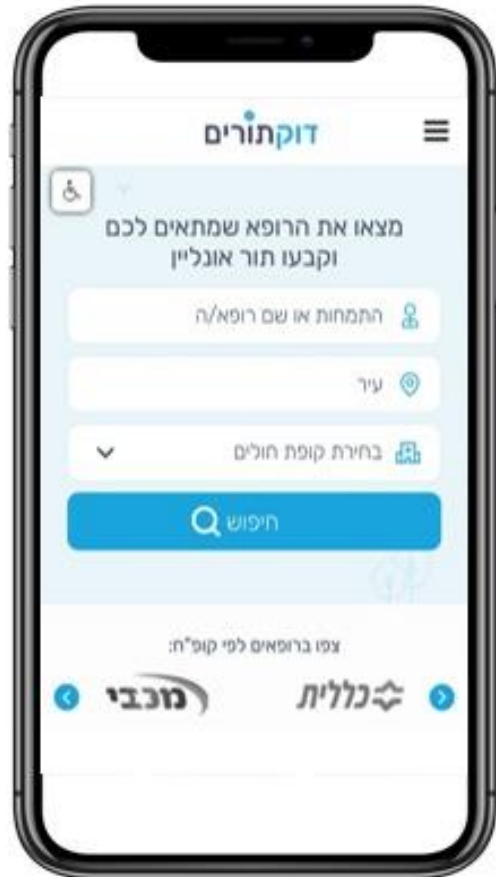 דוקתורים
מצאו את הרופא שמתאים לכם
וקבעו תור אונליין
התמחות או שם רופא/ה
עיר
בחירת קופת חולים
חיפוש
צפו ברופאים לפי קופ"ח:
כללית מכבי